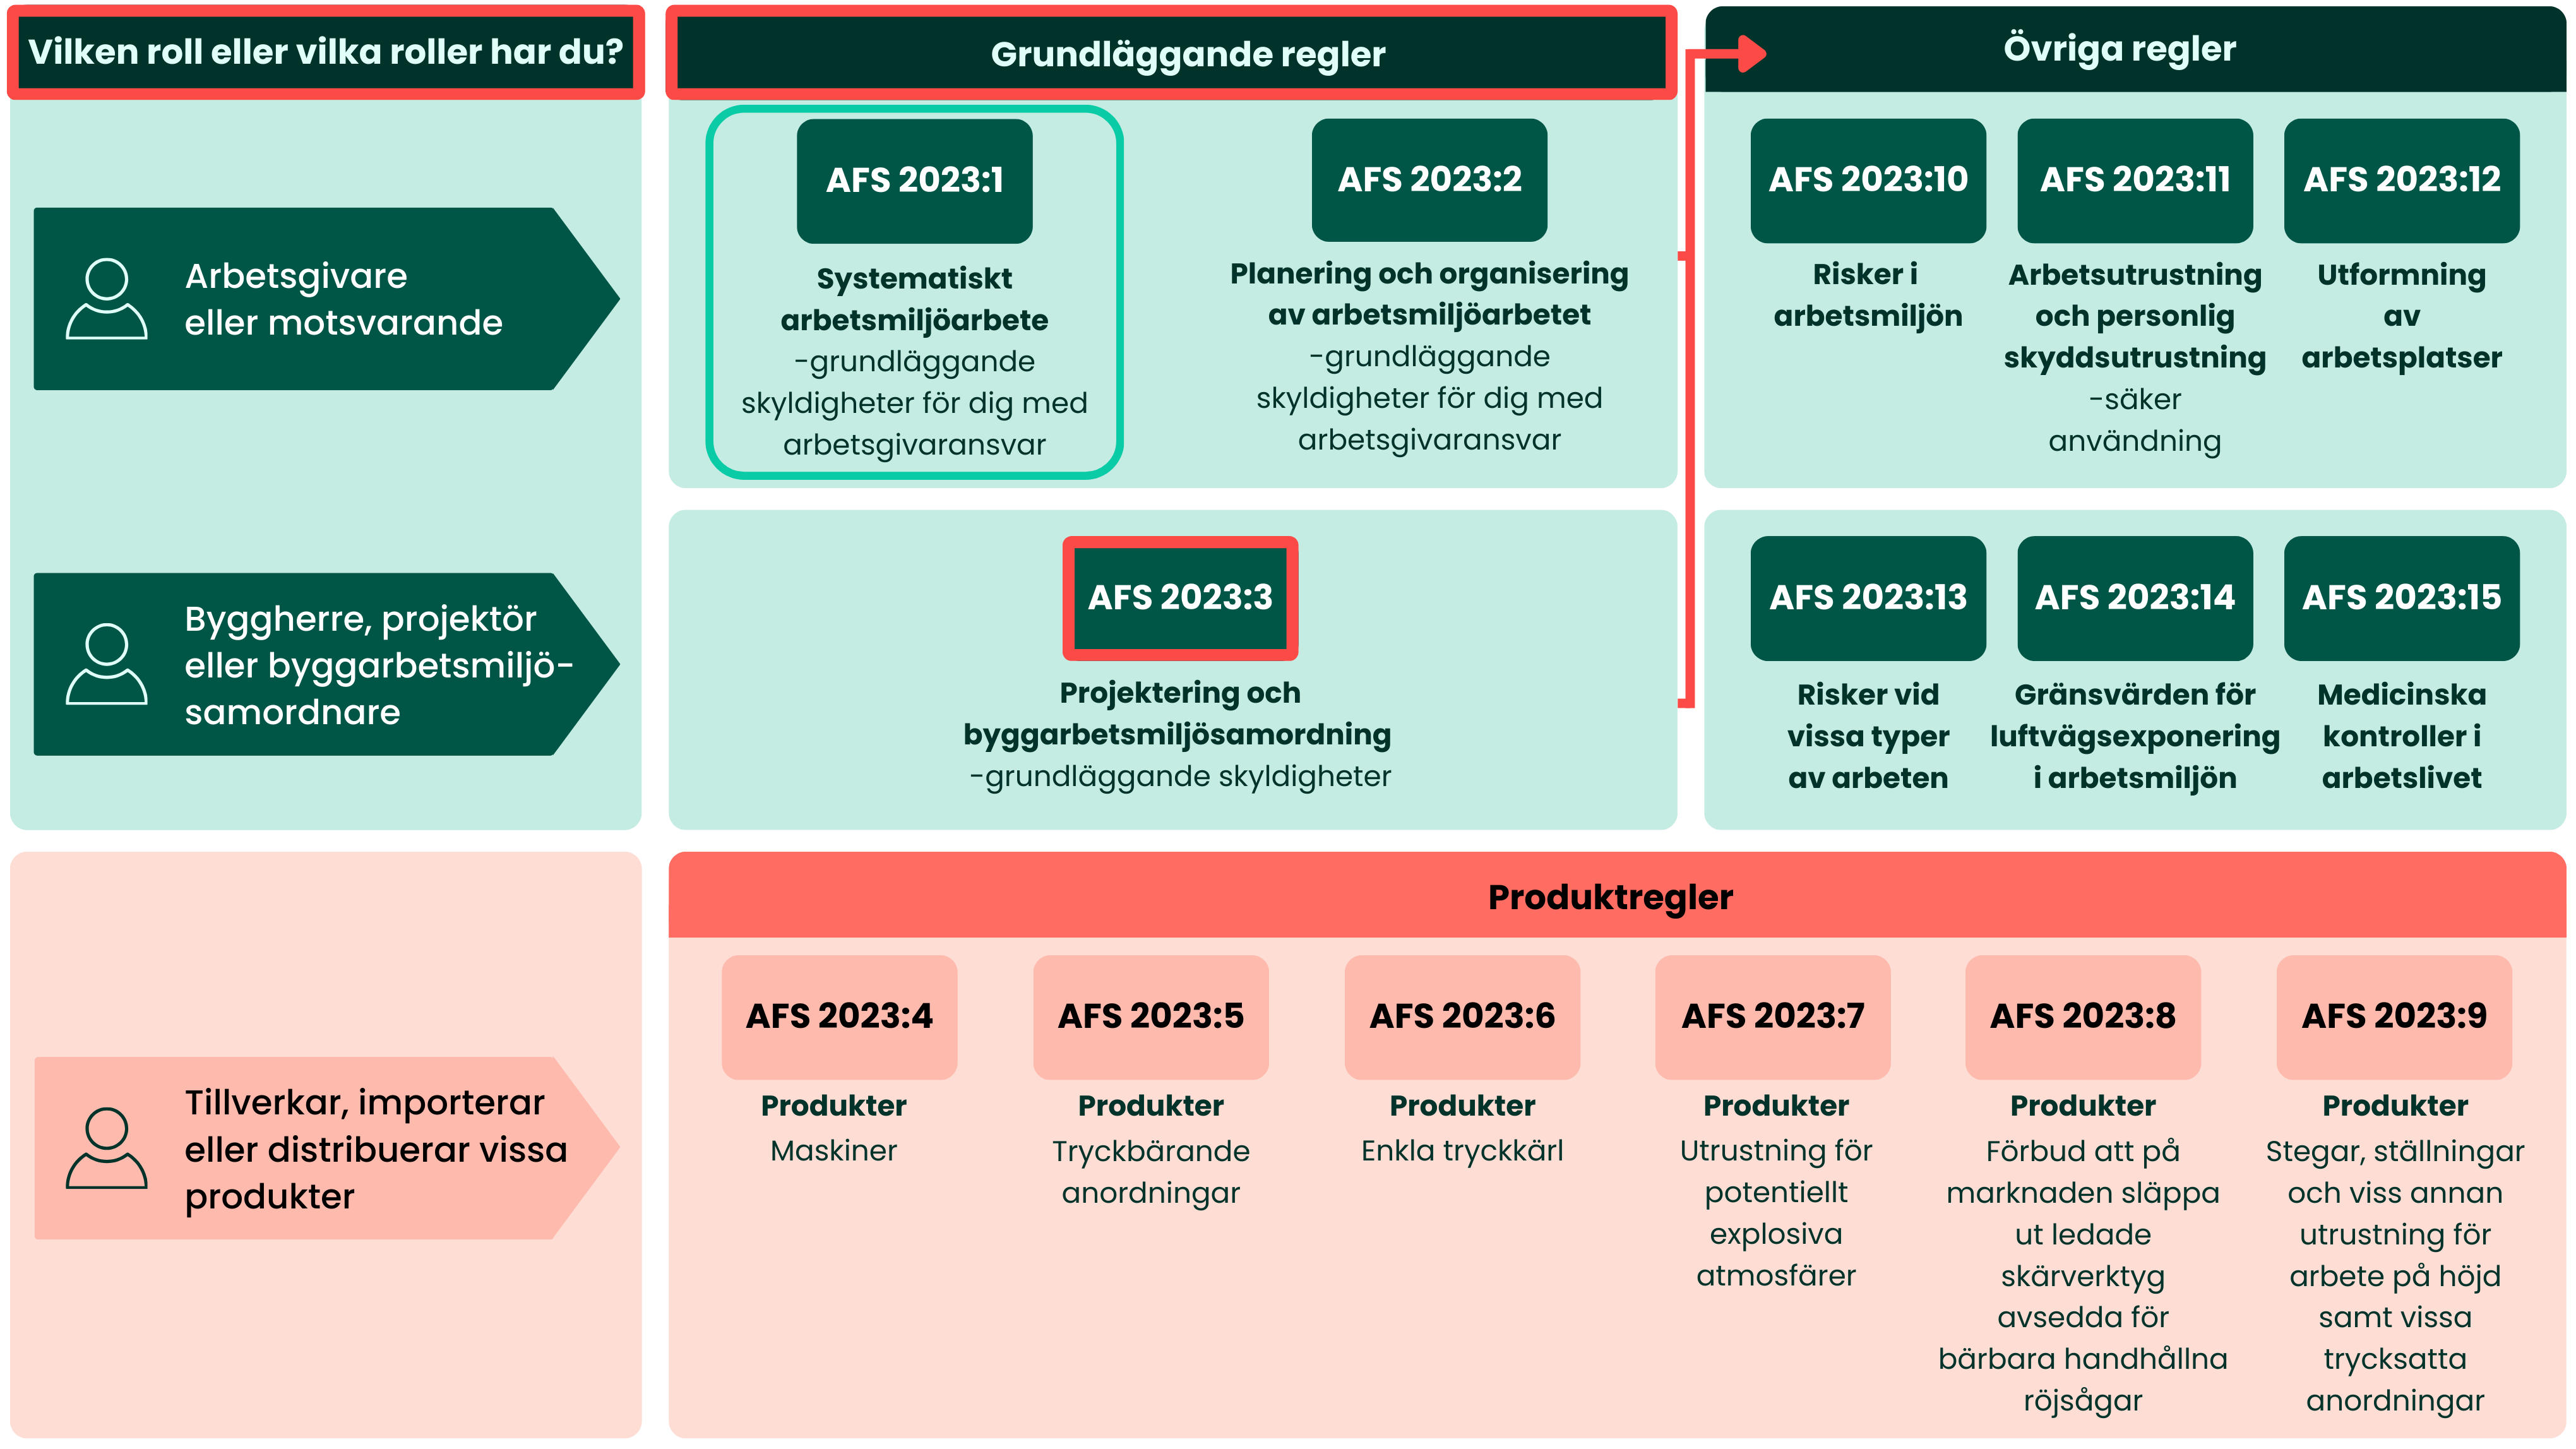 Vilken roll eller vilka roller har du?
Arbetsgivare
eller motsvarande
Byggherre, projektör
eller byggarbetsmiljö-
samordnare
Grundläggande regler
AFS 2023:1
Systematiskt
arbetsmiljöarbete
-grundläggande
skyldigheter för dig med
arbetsgivaransvar
AFS 2023:2
Planering och organisering
av arbetsmiljöarbetet
-grundläggande
skyldigheter för dig med
arbetsgivaransvar
AFS 2023:3
Projektering och
byggarbetsmiljösamordning
-grundläggande skyldigheter
Övriga regler
AFS 2023:10
Risker i
arbetsmiljön
AFS 2023:11
Arbetsutrustning
och personlig
skyddsutrustning
-säker
användning
AFS 2023:12
Utformning
av
arbetsplatser
AFS 2023:13
Risker vid
vissa typer
av arbeten
AFS 2023:14
Gränsvärden för
luftvägsexponering
i arbetsmiljön
AFS 2023:15
Medicinska
kontroller i
arbetslivet
Tillverkar, importerar
eller distribuerar vissa
produkter
Produktregler
AFS 2023:4
Produkter
Maskiner
AFS 2023:5
Produkter
Tryckbärande
anordningar
AFS 2023:6
Produkter
Enkla tryckkärl
AFS 2023:7
Produkter
Utrustning för
potentiellt
explosiva
atmosfärer
AFS 2023:8
Produkter
Förbud att på
marknaden släppa
ut ledade
skärverktyg
avsedda för
bärbara handhållna
röjsågar
AFS 2023:9
Produkter
Stegar, ställningar
och viss annan
utrustning för
arbete på höjd
samt vissa
trycksatta
anordningar